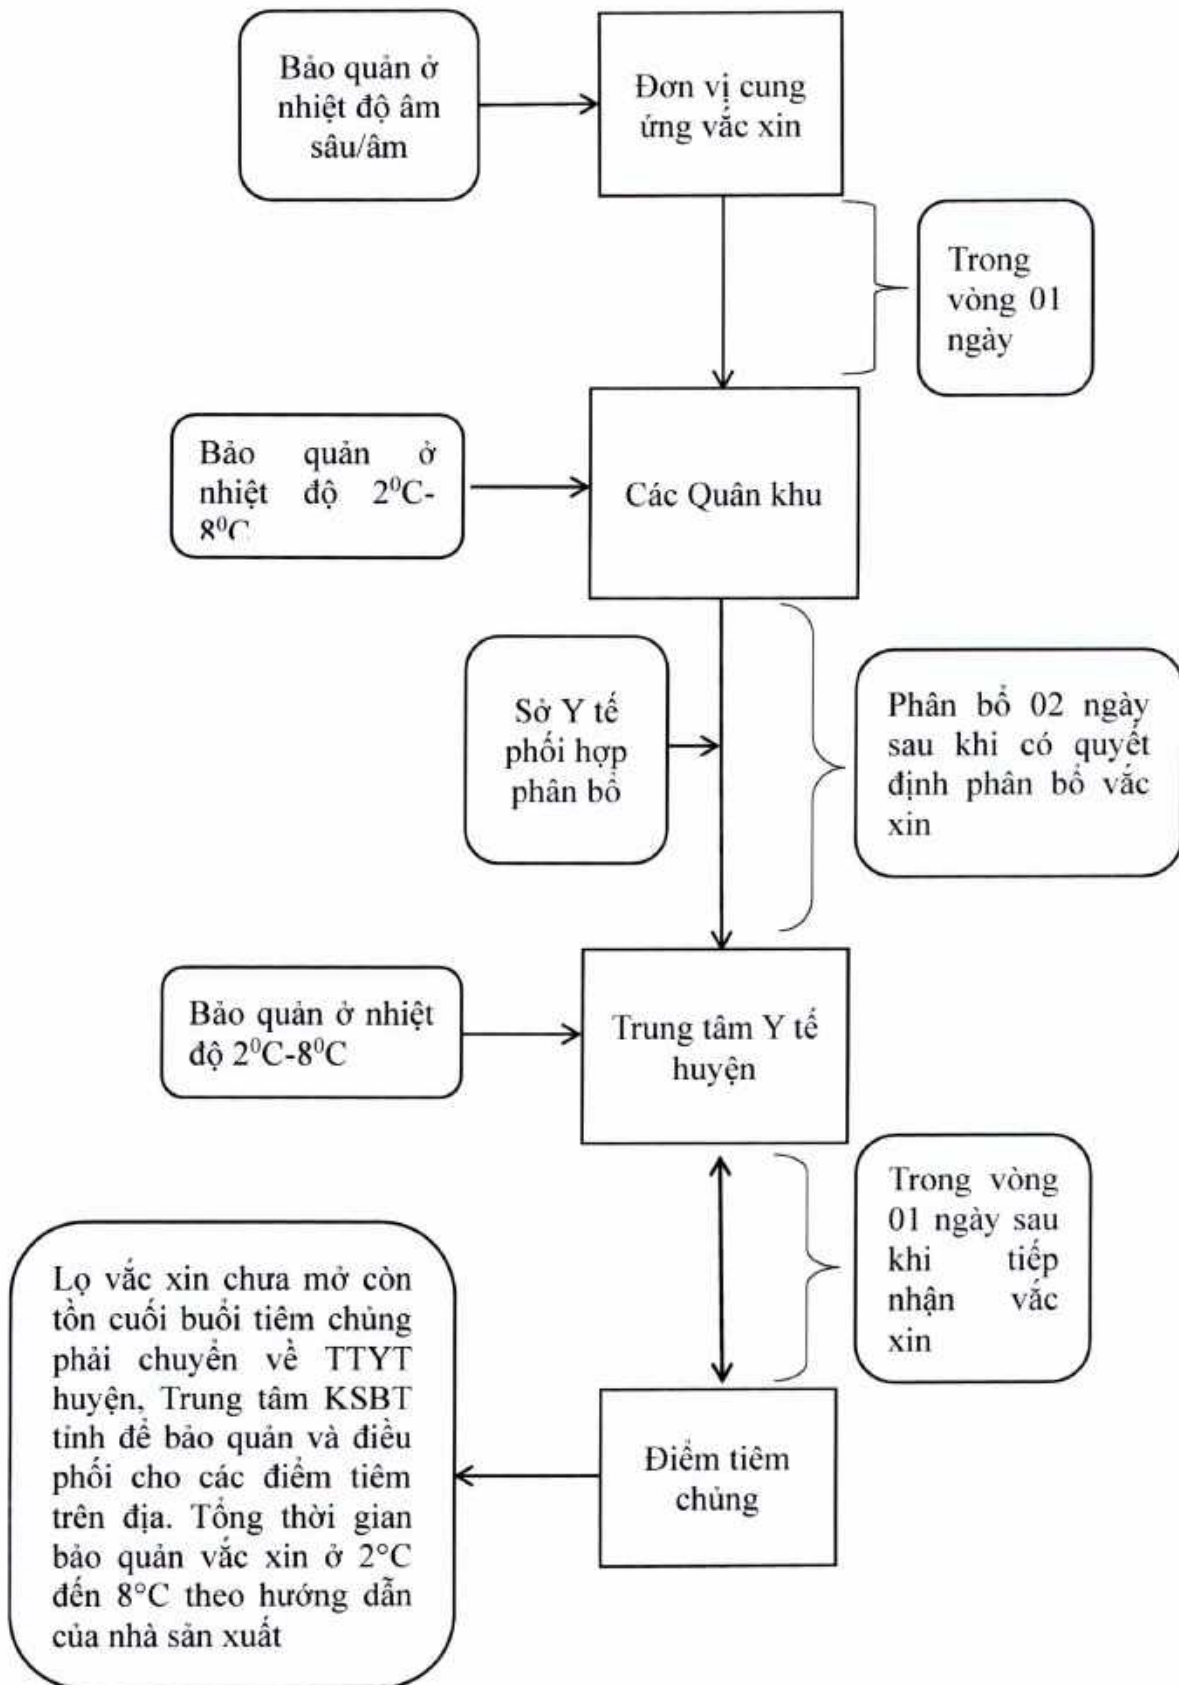 Bảo quản ở
nhiệt độ âm
sâu/âm
Đơn vị cung
ứng vắc xin
Trong
vòng 01
ngày
Bảo quản ở
nhiệt độ 2⁰C-
8⁰C
Các Quân khu
Sở Y tế
phối hợp
phân bổ
Phân bổ 02 ngày
sau khi có quyết
định phân bổ vắc
xin
Bảo quản ở nhiệt
độ 2⁰C-8⁰C
Trung tâm Y tế
huyện
Trong vòng
01 ngày sau
khi tiếp
nhận vắc
xin
Lọ vắc xin chưa mở còn
tồn cuối buổi tiêm chủng
phải chuyển về TTYT
huyện, Trung tâm KSBT
tỉnh để bảo quản và điều
phối cho các điểm tiêm
trên địa. Tổng thời gian
bảo quản vắc xin ở 2°C
đến 8°C theo hướng dẫn
của nhà sản xuất
Điểm tiêm
chủng